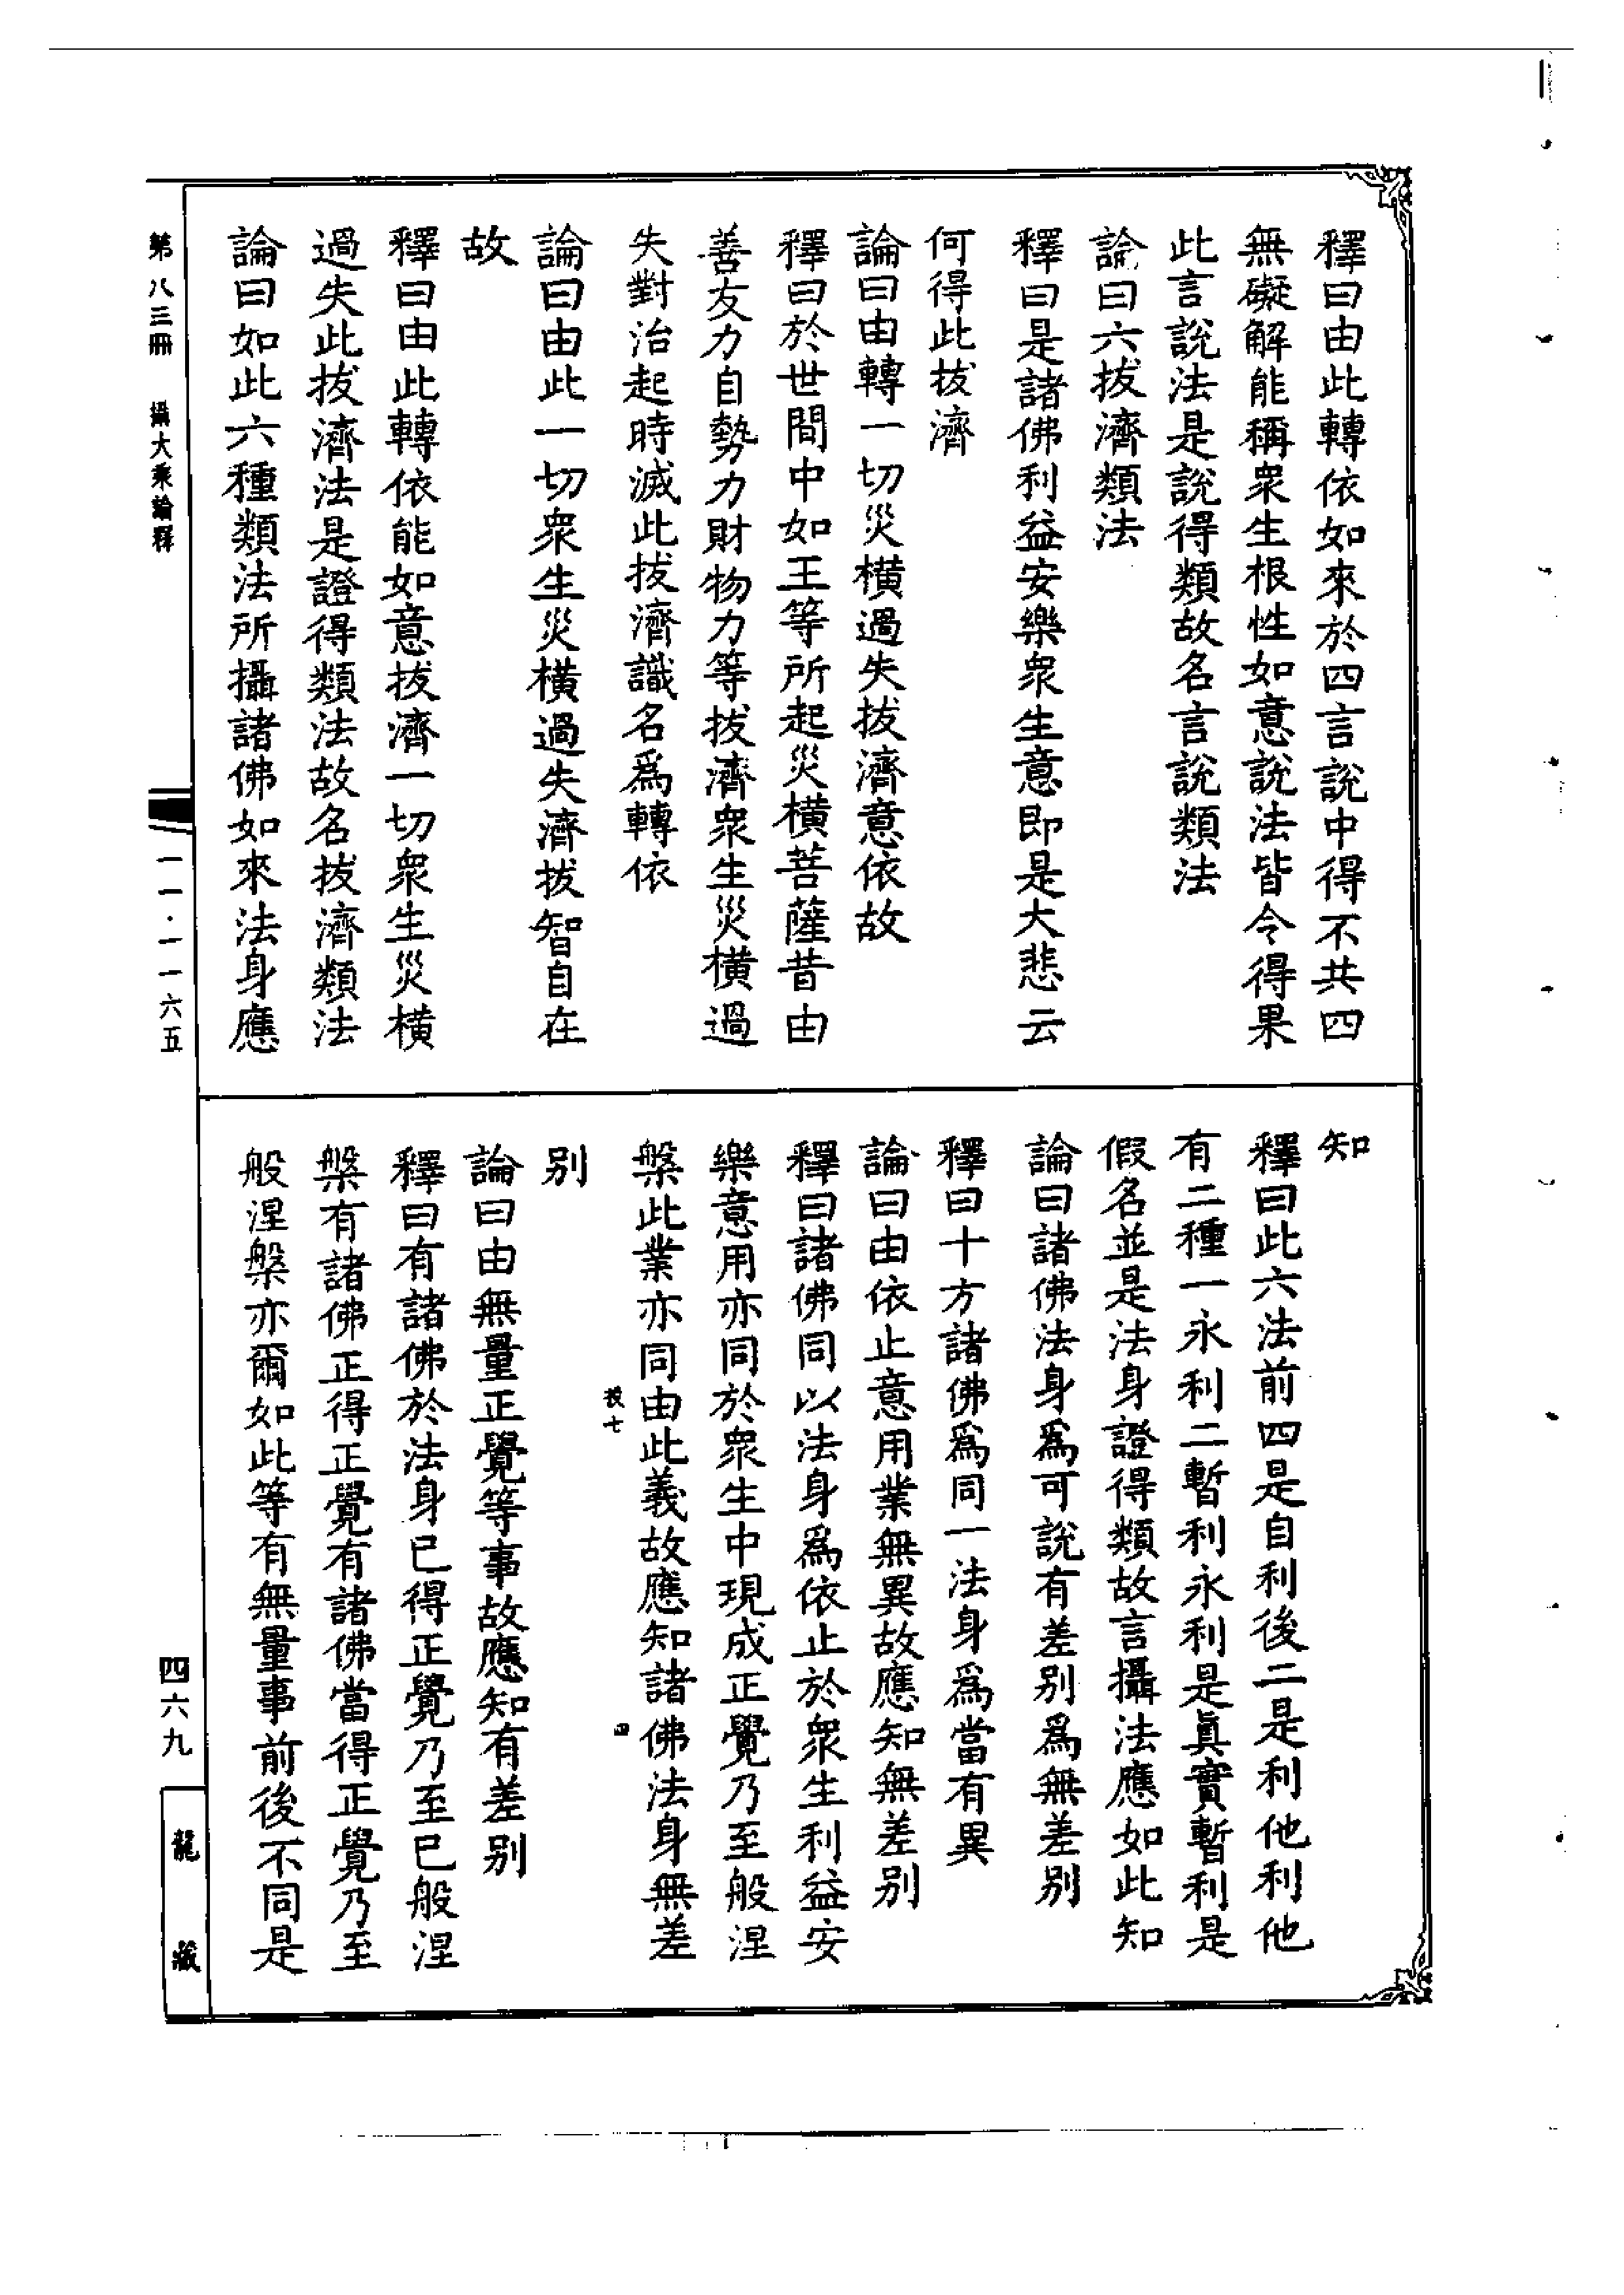 釋曰由此轉依如來於四言說中得不共四
無礙解能稱衆生根性如意說法皆令得果
此言說法是說得類故名言說類法
論曰六拔濟類法
釋曰是諸佛利益安樂衆生意即是大悲云
何得此拔濟
論曰由轉一切災橫過失拔濟意依故
釋曰於世間中如王等所起災橫菩薩昔由
善友力自勢力財物力等拔濟衆生災橫過
失對治起時滅此拔濟識名爲轉依
論曰由此一切衆生災橫過失濟拔智自在
故
釋曰由此轉依能如意拔濟一切衆生災橫
過失此拔濟法是證得類法故名拔濟類法
論曰如此六種類法所攝諸佛如來法身應
知
釋曰此六法前四是自利後二是利他利他
有二種一永利二暫利永利是眞實暫利是
假名並是法身證得類故言攝法應如此知
論曰諸佛法身爲可說有差别爲無差别
釋曰十方諸佛爲同一法身爲當有異
論曰由依止意用業無異故應知無差别
釋曰諸佛同以法身爲依止於衆生利益安
樂意用亦同於衆生中現成正覺乃至般涅
槃此業亦同由此義故應知諸佛法身無差
别
論曰由無量正覺等事故應知有差别
釋曰有諸佛於法身已得正覺乃至已般涅
槃有諸佛正得正覺有諸佛當得正覺乃至
般涅槃亦爾如此等有無量事前後不同是
投七
四
第八三冊 攝大乘論釋
一一·一一六五
四六九
龍藏